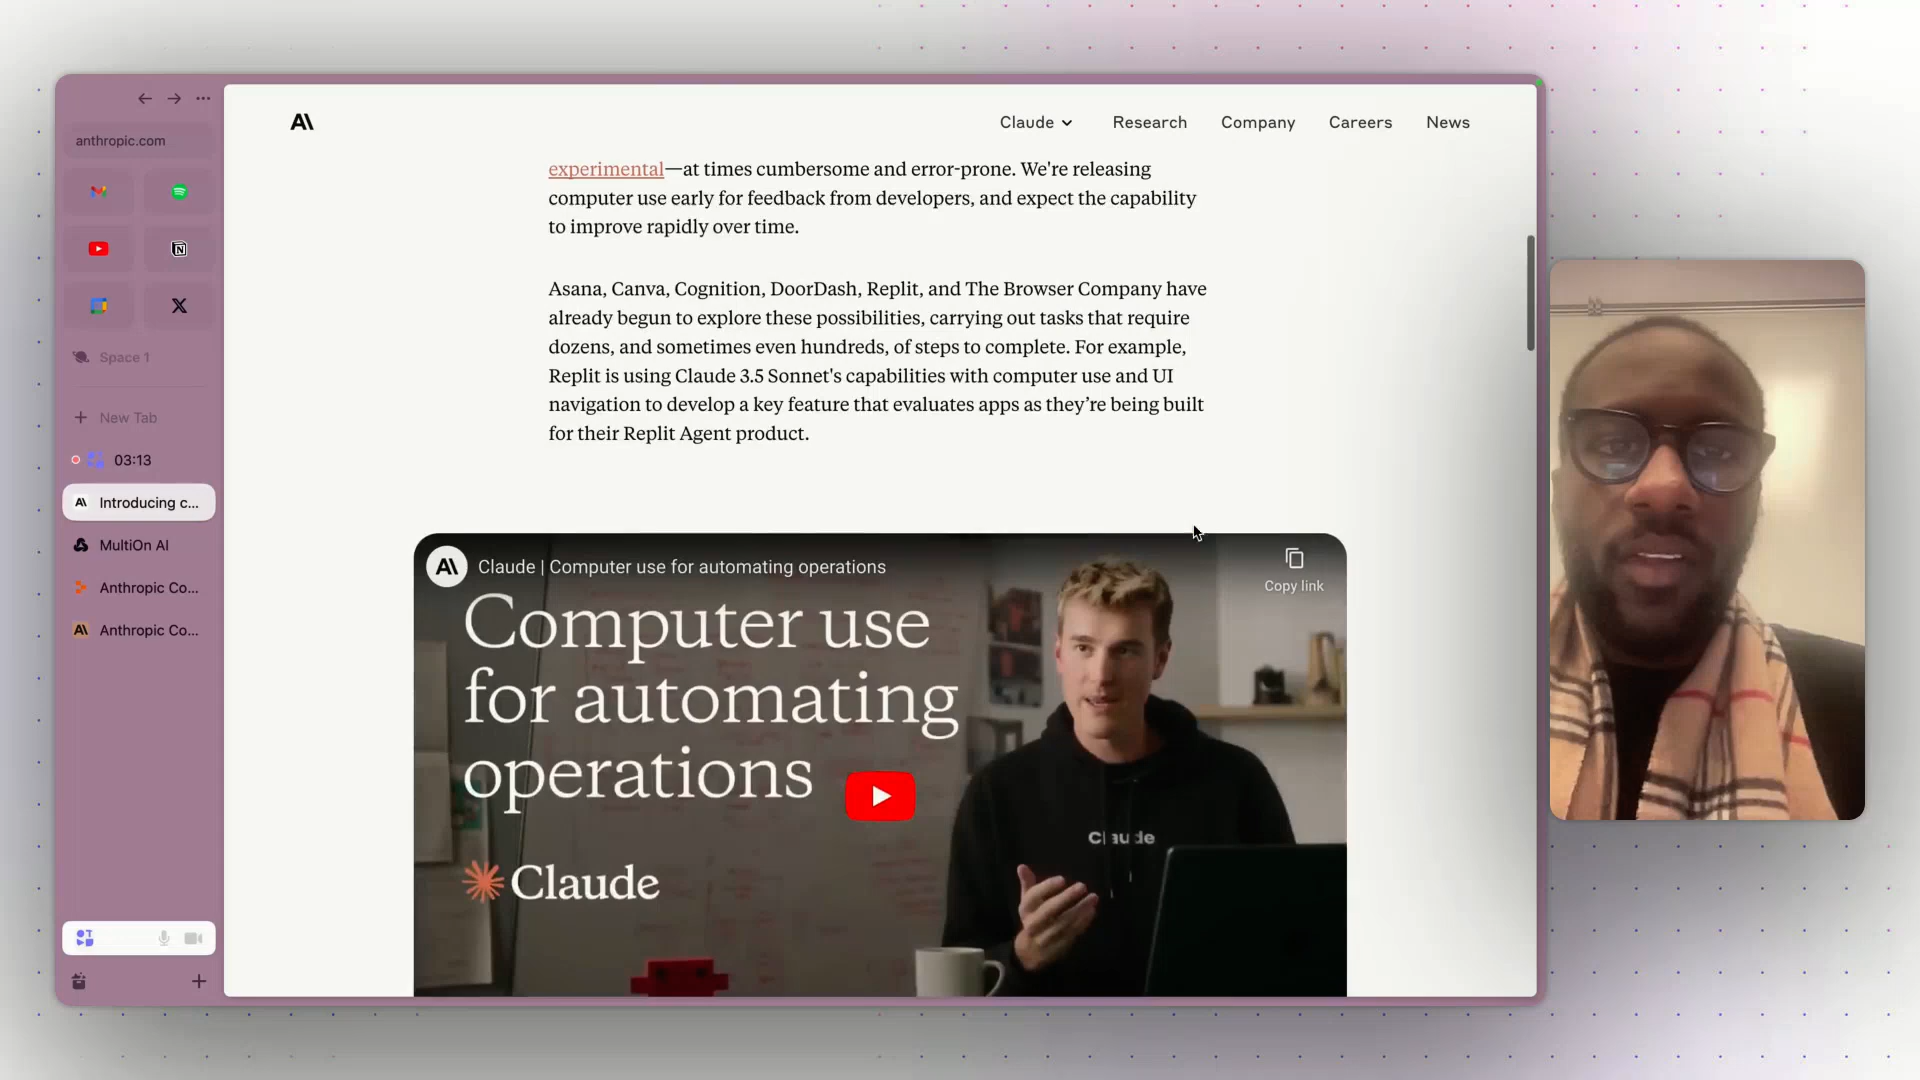 anthropic.com
Space 1
New Tab
03:13
Introducing c...
MultiOn AI
Anthropic Co...
Anthropic Co...
Claude
Research
Company
Careers
News
experimental—at times cumbersome and error-prone. We're releasing
computer use early for feedback from developers, and expect the capability
to improve rapidly over time.
Asana, Canva, Cognition, DoorDash, Replit, and The Browser Company have
already begun to explore these possibilities, carrying out tasks that require
dozens, and sometimes even hundreds, of steps to complete. For example,
Replit is using Claude 3.5 Sonnet's capabilities with computer use and UI
navigation to develop a key feature that evaluates apps as they’re being built
for their Replit Agent product.
Claude | Computer use for automating operations
Copy link
Computer use
for automating
operations
Claude
Claude